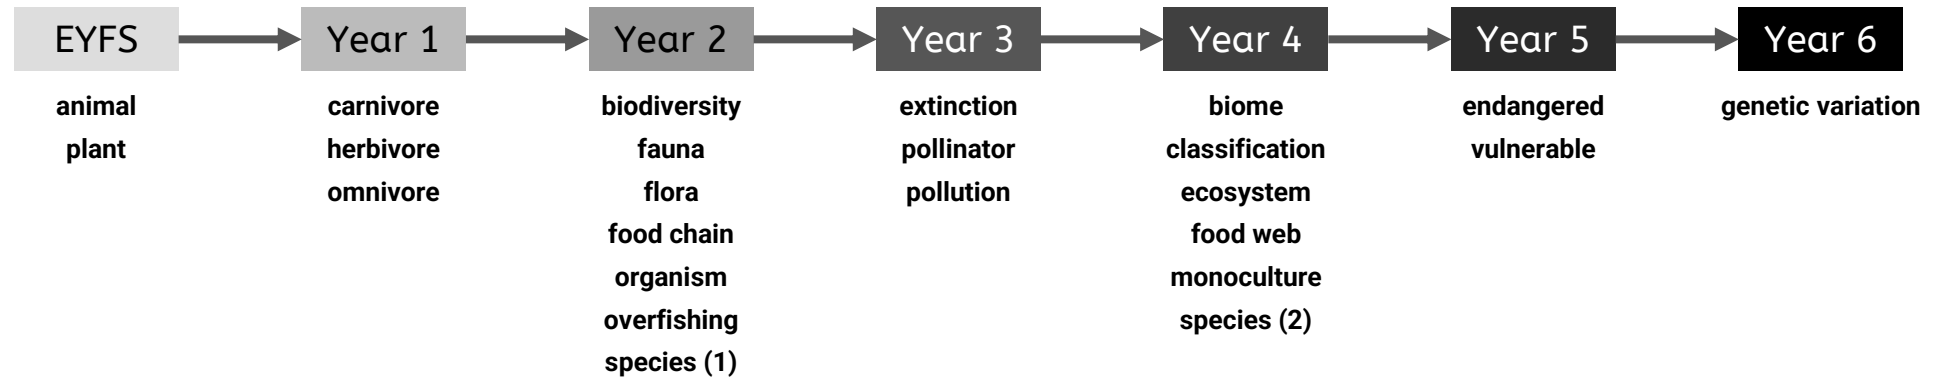 EYFS
Year 1
Year 2
Year 3
Year 4
Year 5
Year 6
animal
plant
carnivore
herbivore
omnivore
biodiversity
fauna
flora
food chain
organism
overfishing
species (1)
extinction
pollinator
pollution
biome
classification
ecosystem
food web
monoculture
species (2)
endangered
vulnerable
genetic variation